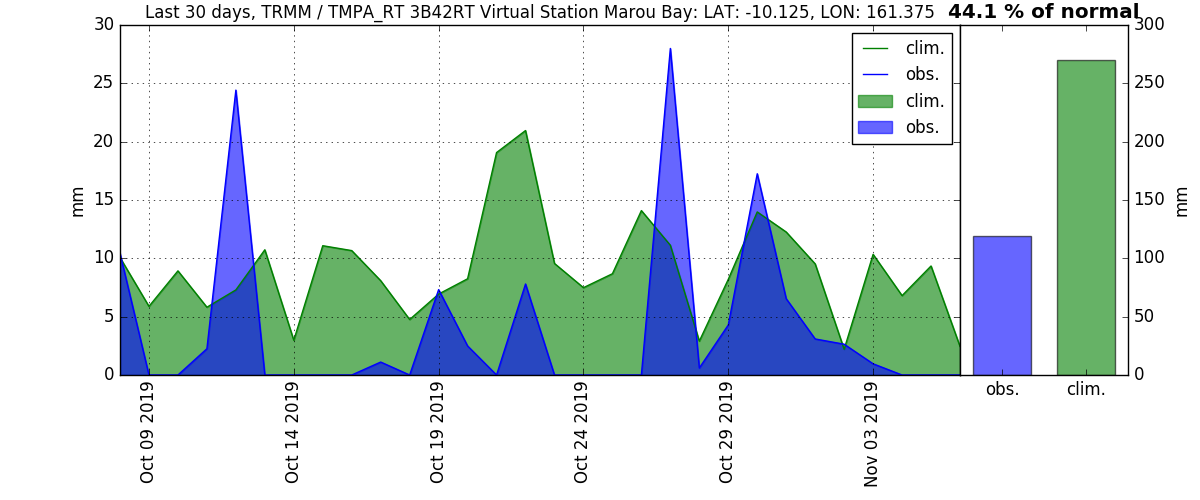 Last 30 days, TRMM / TMPA_RT 3B42RT Virtual Station Marou Bay: LAT: -10.125, LON: 161.375
44.1 % of normal
30
25
20
15
10
5
0
mm
clim.
obs.
clim.
obs.
300
250
200
150
100
50
0
mm
obs.
clim.
Oct 09 2019
Oct 14 2019
Oct 19 2019
Oct 24 2019
Oct 29 2019
Nov 03 2019